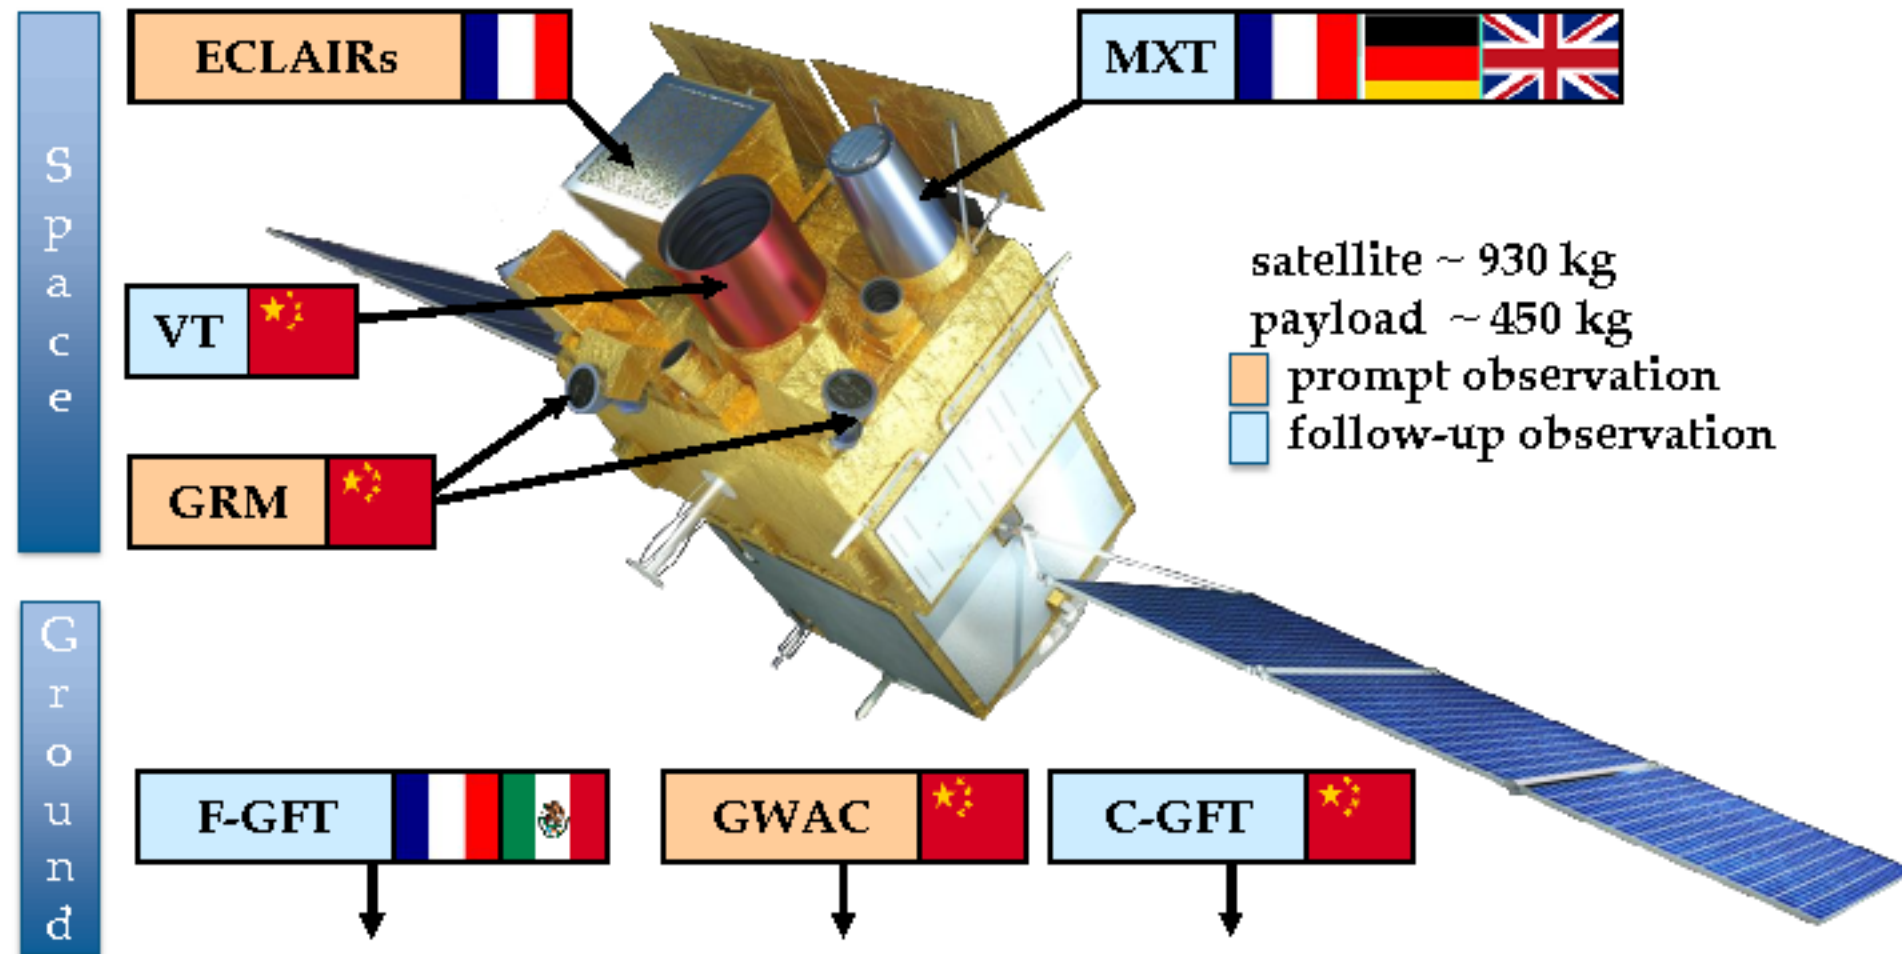 Space
ECLAIRs
MXT
VT
GRM
satellite ~ 930 kg
payload ~ 450 kg
prompt observation
follow-up observation
Ground
F-GFT
GWAC
C-GFT